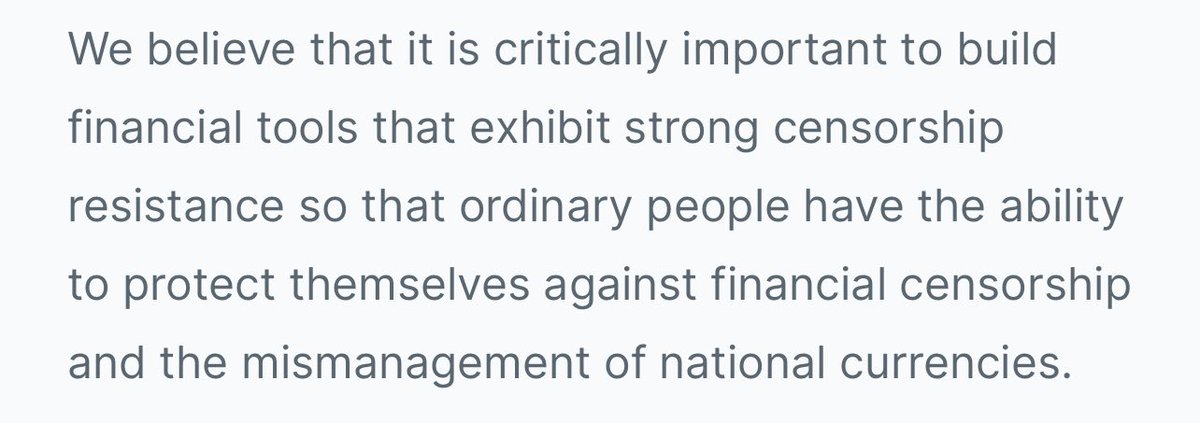 We believe that it is critically important to build
financial tools that exhibit strong censorship
resistance so that ordinary people have the ability
to protect themselves against financial censorship
and the mismanagement of national currencies.